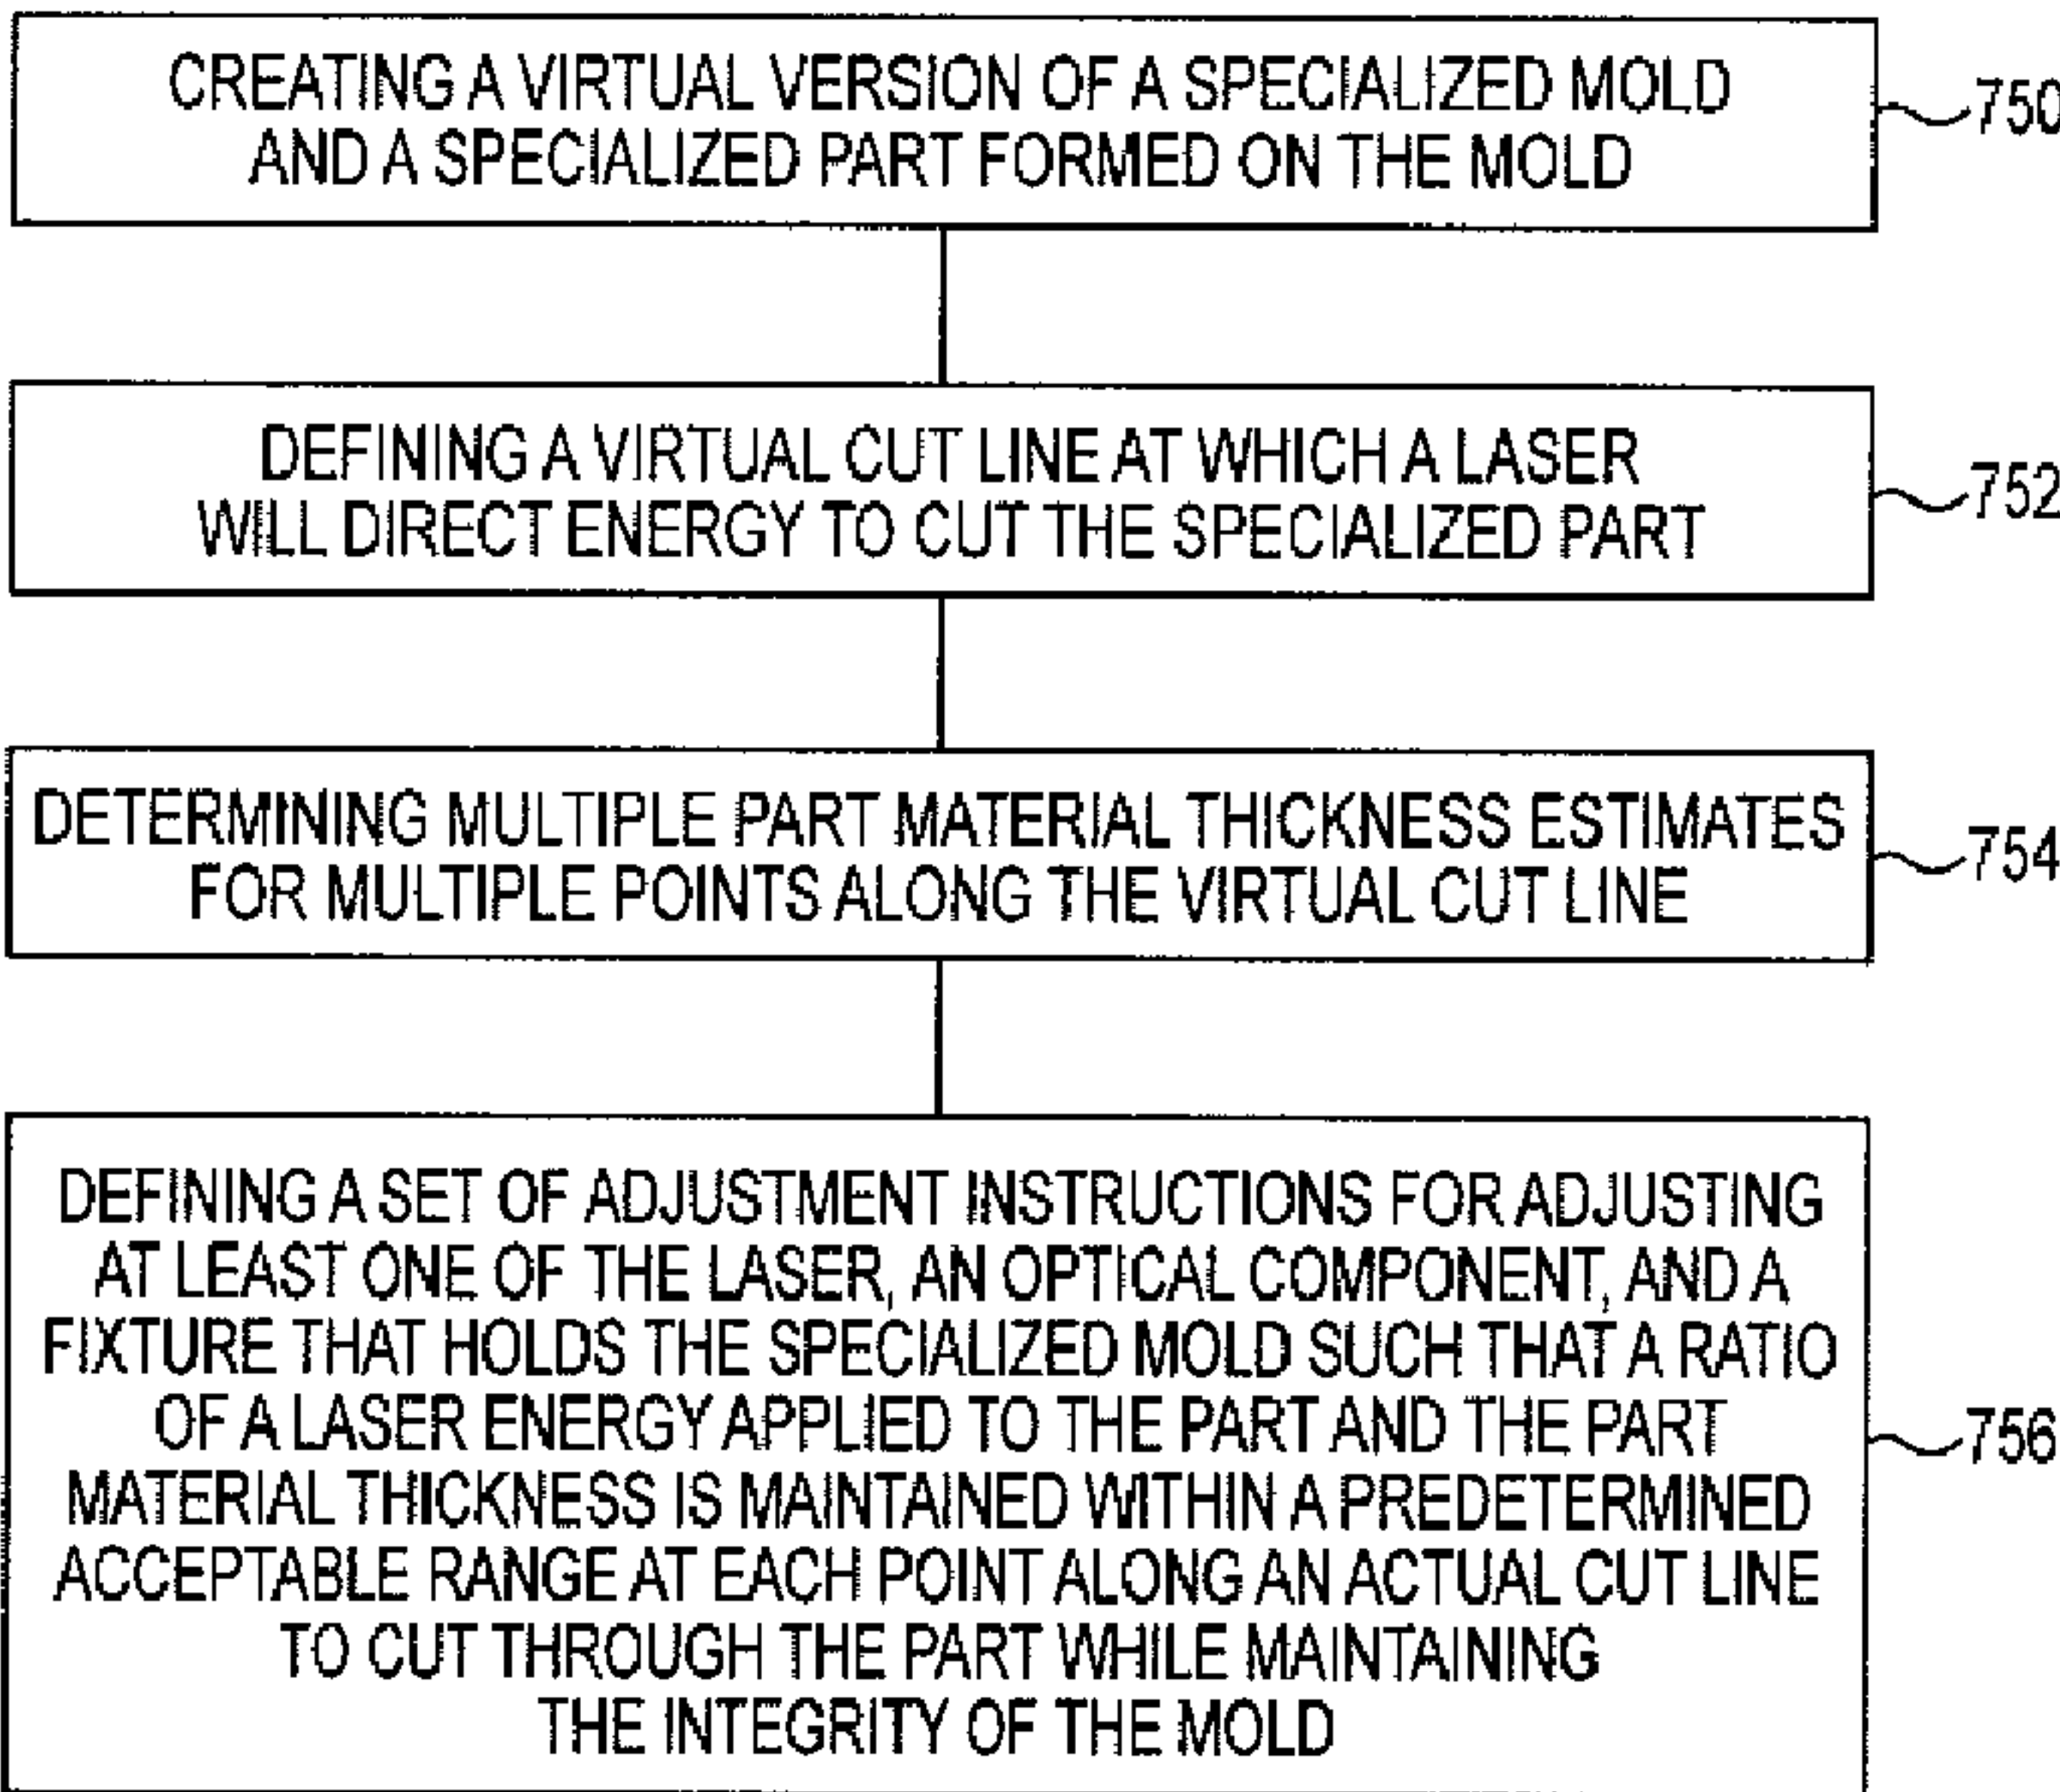 CREATING A VIRTUAL VERSION OF A SPECIALIZED MOLD
AND A SPECIALIZED PART FORMED ON THE MOLD
750
DEFINING A VIRTUAL CUT LINE AT WHICH A LASER
WILL DIRECT ENERGY TO CUT THE SPECIALIZED PART
752
DETERMINING MULTIPLE PART MATERIAL THICKNESS ESTIMATES
FOR MULTIPLE POINTS ALONG THE VIRTUAL CUT LINE
754
DEFINING A SET OF ADJUSTMENT INSTRUCTIONS FOR ADJUSTING
AT LEAST ONE OF THE LASER, AN OPTICAL COMPONENT, AND A
FIXTURE THAT HOLDS THE SPECIALIZED MOLD SUCH THAT A RATIO
OF A LASER ENERGY APPLIED TO THE PART AND THE PART
MATERIAL THICKNESS IS MAINTAINED WITHIN A PREDETERMINED
ACCEPTABLE RANGE AT EACH POINT ALONG AN ACTUAL CUT LINE
TO CUT THROUGH THE PART WHILE MAINTAINING
THE INTEGRITY OF THE MOLD
756